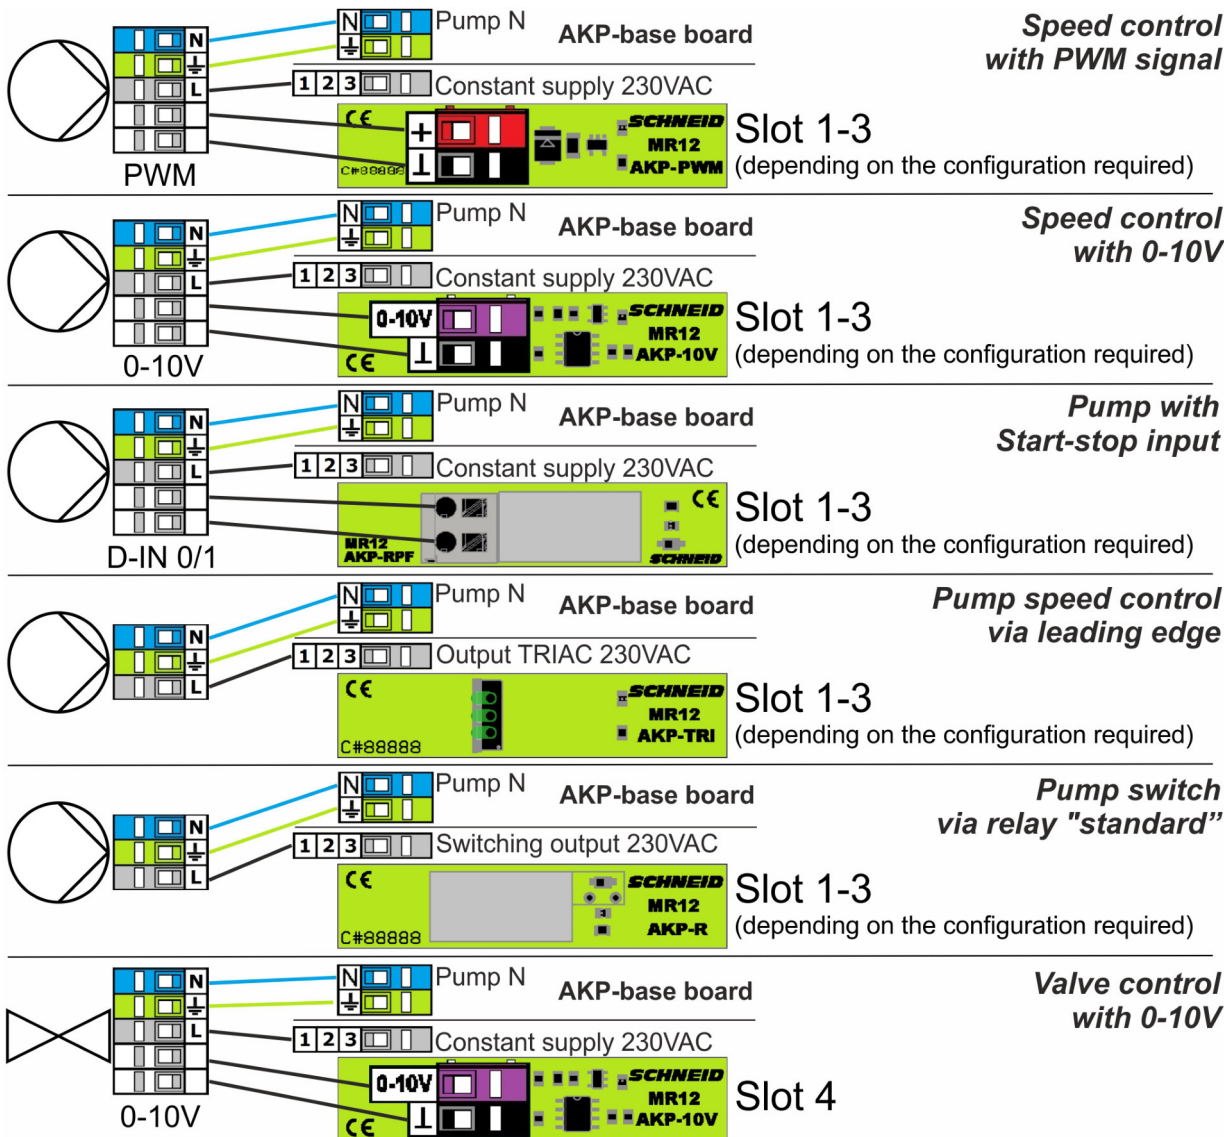 N
⏚
L
PWM
N Pump N
⏚
AKP-base board
1 2 3 Constant supply 230VAC
CE
+
⊥
C#88888
SCHNEID
MR12
AKP-PWM
Slot 1-3
(depending on the configuration required)
Speed control
with PWM signal
N
⏚
L
0-10V
N Pump N
⏚
AKP-base board
1 2 3 Constant supply 230VAC
0-10V
⊥
CE
SCHNEID
MR12
AKP-10V
Slot 1-3
(depending on the configuration required)
Speed control
with 0-10V
N
⏚
L
D-IN 0/1
N Pump N
⏚
AKP-base board
1 2 3 Constant supply 230VAC
MR12
AKP-RPF
CE
SCHNEID
Slot 1-3
(depending on the configuration required)
Pump with
Start-stop input
N
⏚
L
N Pump N
⏚
AKP-base board
1 2 3 Output TRIAC 230VAC
CE
C#88888
SCHNEID
MR12
AKP-TRI
Slot 1-3
(depending on the configuration required)
Pump speed control
via leading edge
N
⏚
L
N Pump N
⏚
AKP-base board
1 2 3 Switching output 230VAC
CE
C#88888
SCHNEID
MR12
AKP-R
Slot 1-3
(depending on the configuration required)
Pump switch
via relay "standard”
N
⏚
L
0-10V
N Pump N
⏚
AKP-base board
1 2 3 Constant supply 230VAC
0-10V
⊥
CE
SCHNEID
MR12
AKP-10V
Slot 4
Valve control
with 0-10V